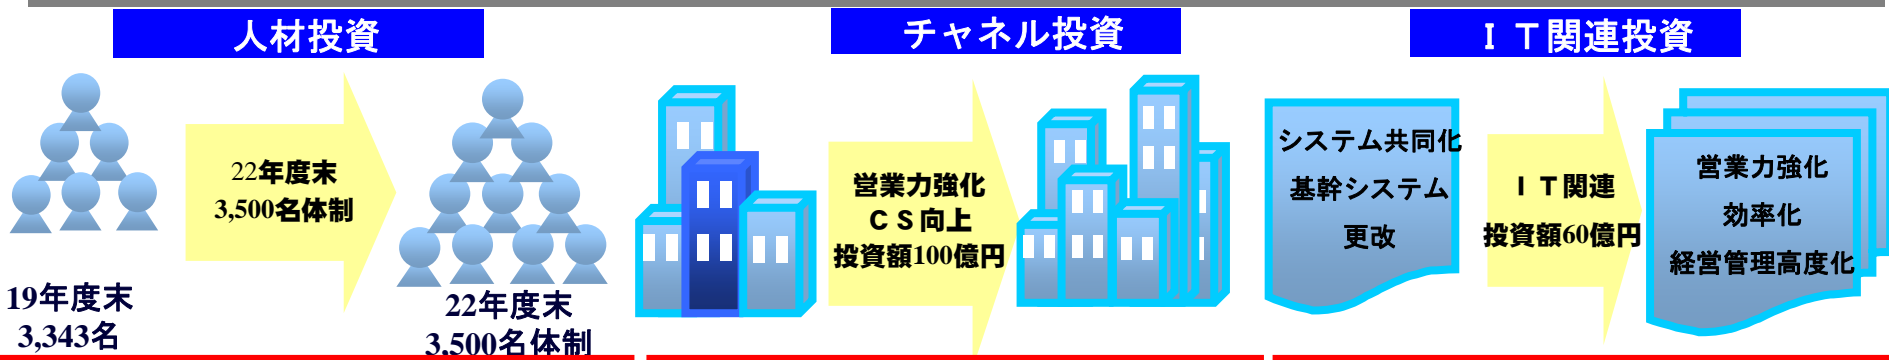 人材投資
19年度末
3,343名
22年度末
3,500名体制
22年度末
3,500名体制
チャネル投資
営業力強化
ＣＳ向上
投資額100億円
ＩＴ関連投資
システム共同化
基幹システム
更改
ＩＴ関連
投資額60億円
営業力強化
効率化
経営管理高度化